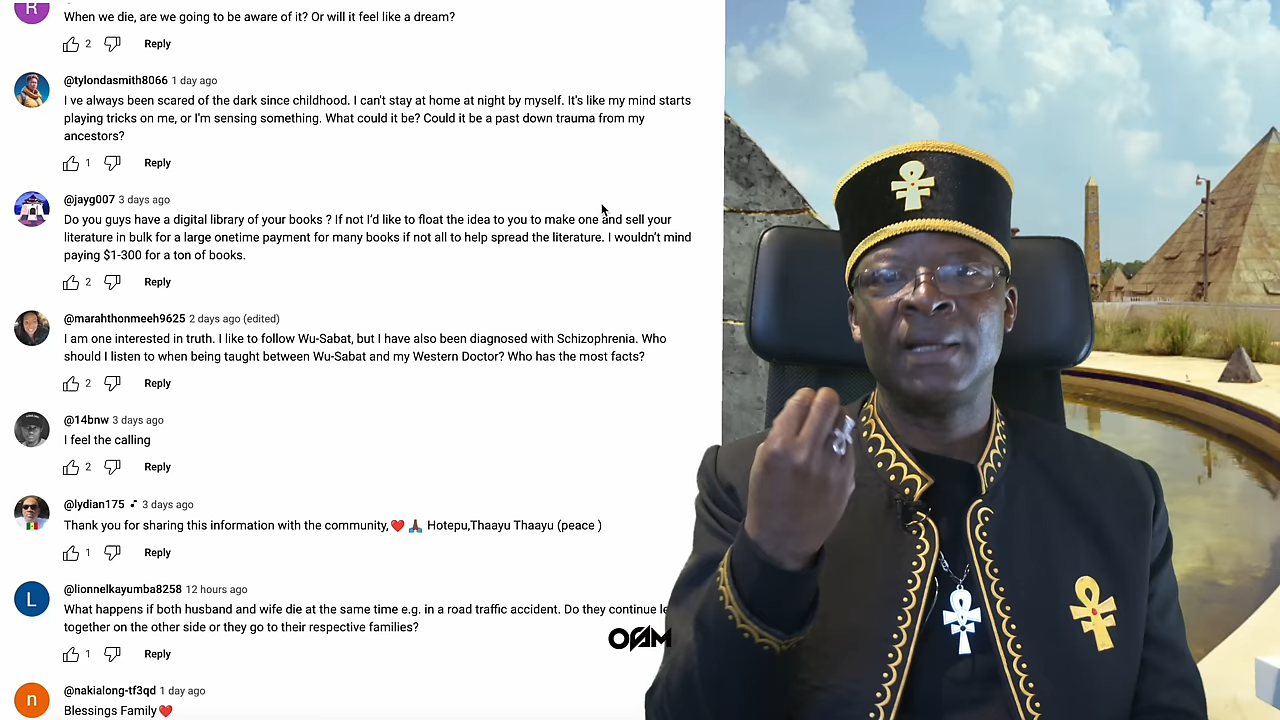 R
When we die, are we going to be aware of it? Or will it feel like a dream?
2 Reply
@tylondasmith8066 1 day ago
I ve always been scared of the dark since childhood. I can't stay at home at night by myself. It's like my mind starts
playing tricks on me, or I'm sensing something. What could it be? Could it be a past down trauma from my
ancestors?
1 Reply
@jayg007 3 days ago
Do you guys have a digital library of your books ? If not I'd like to float the idea to you to make one and sell your
literature in bulk for a large onetime payment for many books if not all to help spread the literature. I wouldn't mind
paying $1-300 for a ton of books.
2 Reply
@marahthonmeeh9625 2 days ago (edited)
I am one interested in truth. I like to follow Wu-Sabat, but I have also been diagnosed with Schizophrenia. Who
should I listen to when being taught between Wu-Sabat and my Western Doctor? Who has the most facts?
2 Reply
@14bnw 3 days ago
I feel the calling
2 Reply
@lydian175 3 days ago
Thank you for sharing this information with the community,❤️ 🙏🏾 Hotepu,Thaayu Thaayu (peace )
1 Reply
L
@lionnelkayumba8258 12 hours ago
What happens if both husband and wife die at the same time e.g. in a road traffic accident. Do they continue le
together on the other side or they go to their respective families?
1 Reply
n
@nakialong-tf3qd 1 day ago
Blessings Family❤️